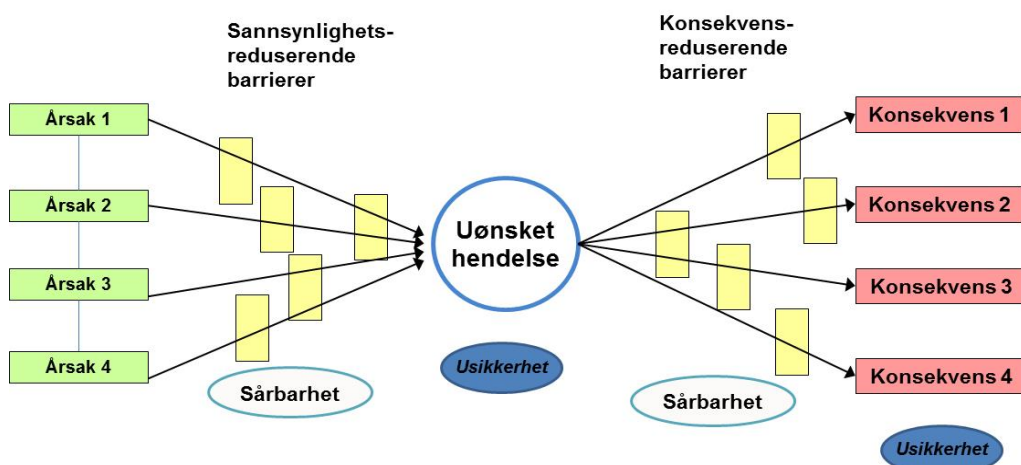 Sannsynlighets-
reduserende
barrierer
Konsekvens-
reduserende
barrierer
Årsak 1
Årsak 2
Årsak 3
Årsak 4
Uønsket
hendelse
Konsekvens 1
Konsekvens 2
Konsekvens 3
Konsekvens 4
Sårbarhet
Usikkerhet
Sårbarhet
Usikkerhet